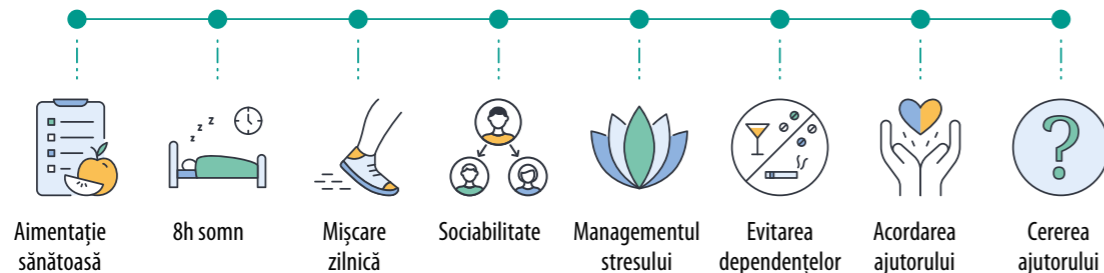 z z z
?
Aimentație
sănătoasă
8h somn
Mișcare
zilnică
Sociabilitate
Managementul
stresului
Evitarea
dependențelor
Acordarea
ajutorului
Cererea
ajutorului